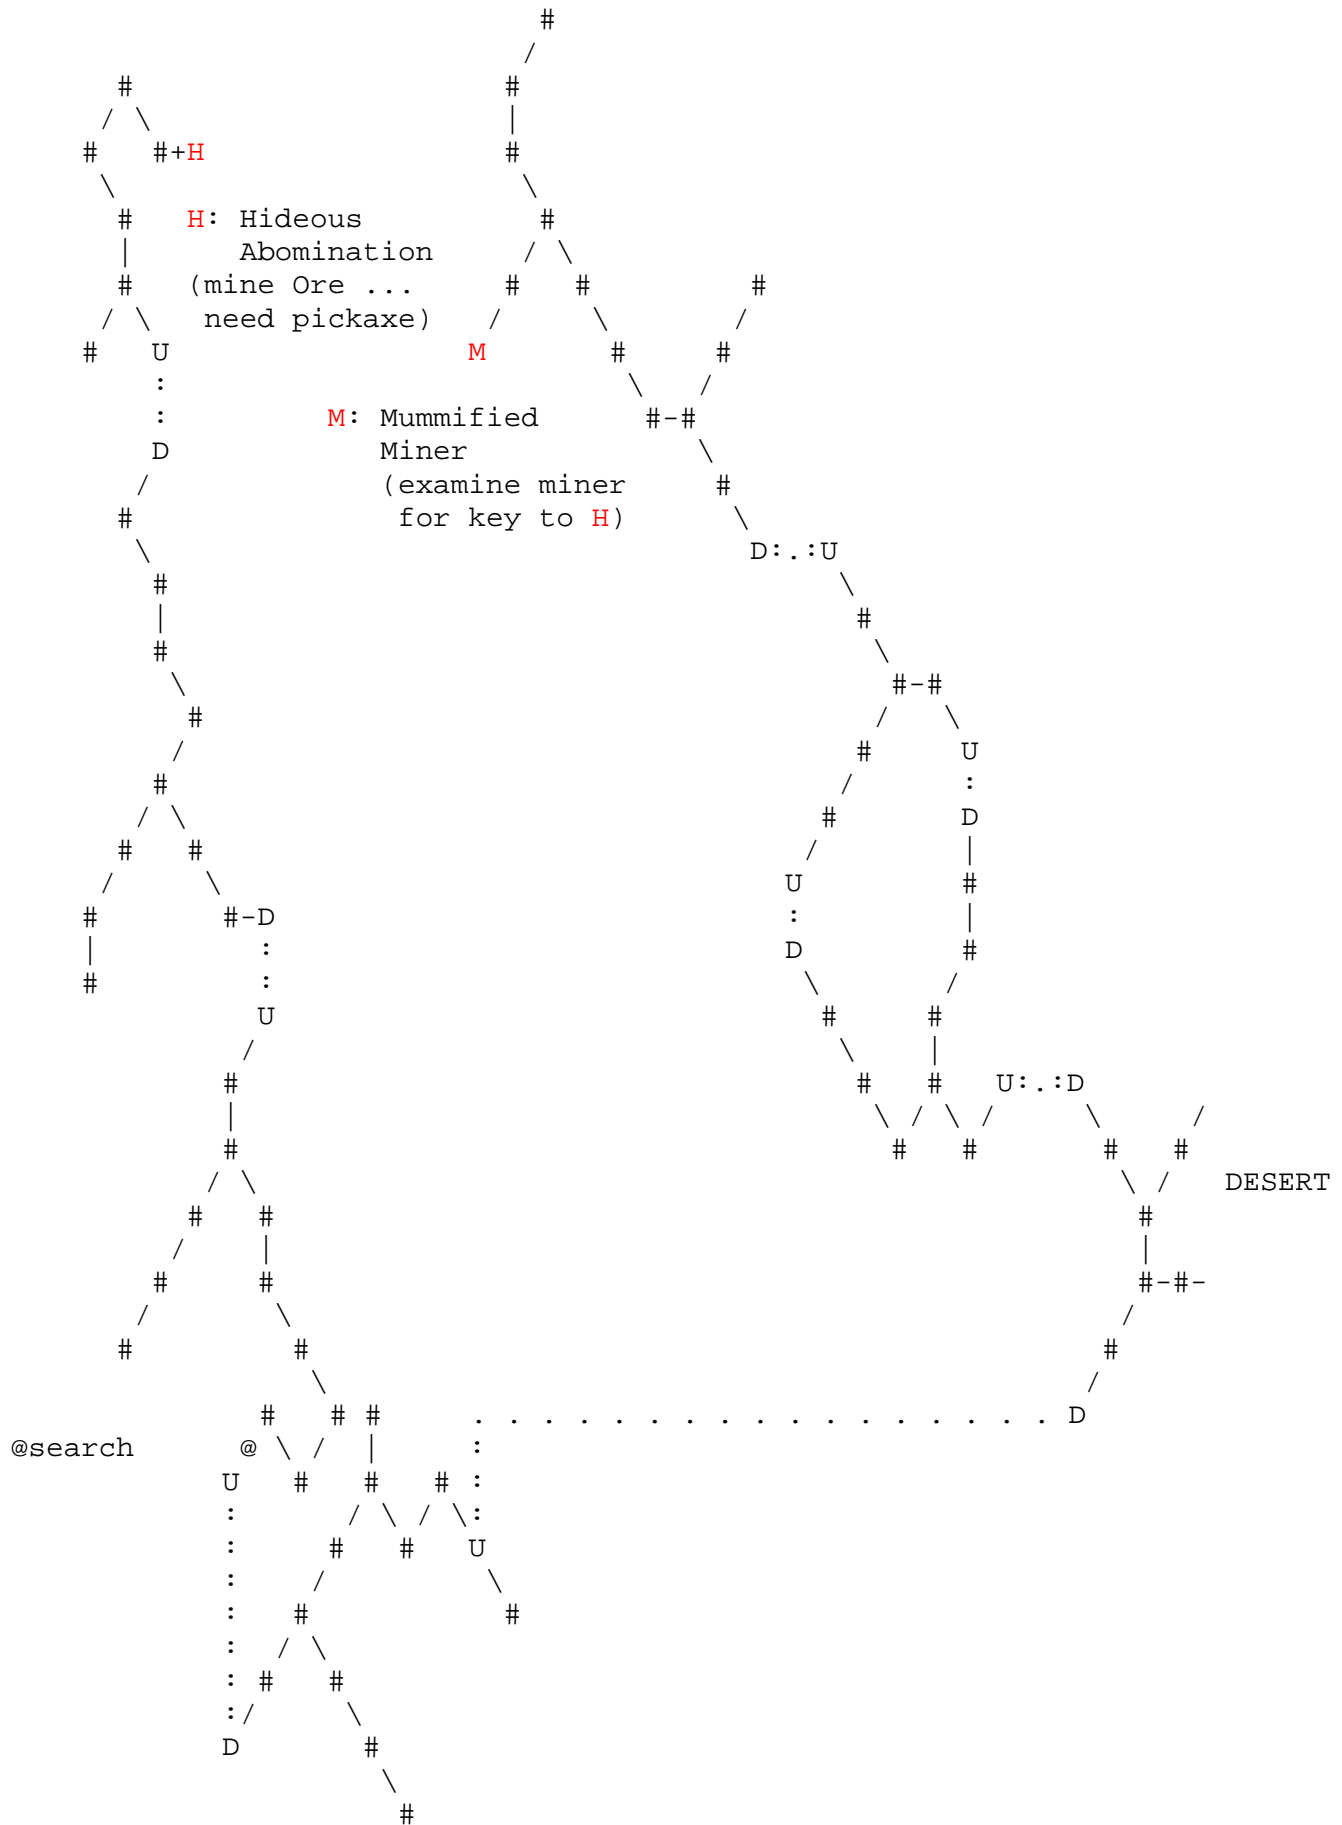 #
/
#                     #
/ \                    |
#   #+H                 #
\                      \
#   H: Hideous          #
|      Abomination     / \
#   (mine Ore ...    #   #         #
/ \   need pickaxe)  /     \       /
#   U                 M       #     #
:                          \   /
:         M: Mummified      #-#
D            Miner             \
/             (examine miner     #
#               for key to H)     \
\                                 D:.:U
#                                     \
|                                      #
#                                       \
\                                       #-#
#                                     /   \
/                                     #     U
#                                     /      :
/ \                                   #       D
#   #                                 /        |
/     \                               U         #
#       #-D                            :         |
|         :                            D         #
#         :                             \       /
U                              #     #
/                                \    |
#                                  #   #   U:.:D
|                                   \ / \ /     \     /
#                                    #   #       #   #
/ \                                                \ /   DESERT
#   #                                                #
/    |                                                |
#     #                                                #-#-
/       \                                              /
#         #                                            #
\                                          /
#   # #     . . . . . . . . . . . . . . . . . D
@search      @ \ /  |     :
U   #   #   # :
:      / \ / \:
:     #   #   U
:    /         \
:   #           #
:  / \
: #   #
:/     \
D       #
\
#